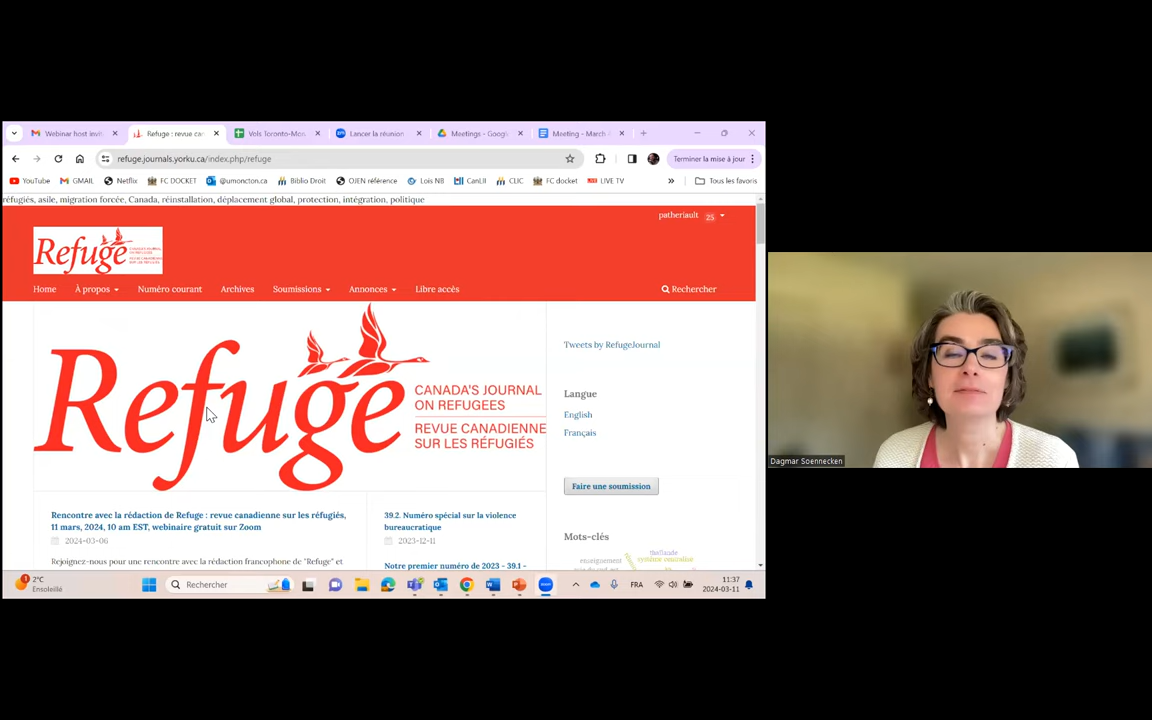 Webinar host invi
Refuge : revue ca
Vols Toronto-Mon
Lancer la réunion
Meetings - Googl
Meeting - March
refuge.journals.yorku.ca/index.php/refuge
Terminer la mise à jour
YouTube
GMAIL
Netflix
FC DOCKET
@umoncton.ca
Biblio Droit
OJEN référence
Lois NB
CanLII
CLIC
FC docket
LIVE TV
Tous les favoris
réfugiés, asile, migration forcée, Canada, réinstallation, déplacement global, protection, intégration, politique
patheriault 25
Refuge
Home
À propos
Numéro courant
Archives
Soumissions
Annonces
Libre accès
Rechercher
Refuge
CANADA'S JOURNAL
ON REFUGEES
REVUE CANADIENNE
SUR LES RÉFUGIÉS
Tweets by RefugeJournal
Langue
English
Français
Faire une soumission
Mots-clés
thaïlande
enseignement
Rencontre avec la rédaction de Refuge : revue canadienne sur les réfugiés,
11 mars, 2024, 10 am EST, webinaire gratuit sur Zoom
2024-03-06
Rejoignez-nous pour une rencontre avec la rédaction francophone de "Refuge" et
39.2. Numéro spécial sur la violence
bureaucratique
2023-12-11
Notre premier numéro de 2023 - 39.1 -
Dagmar Soennecken
1
2°C
Ensoleillé
Rechercher
FRA
11:37
2024-03-11